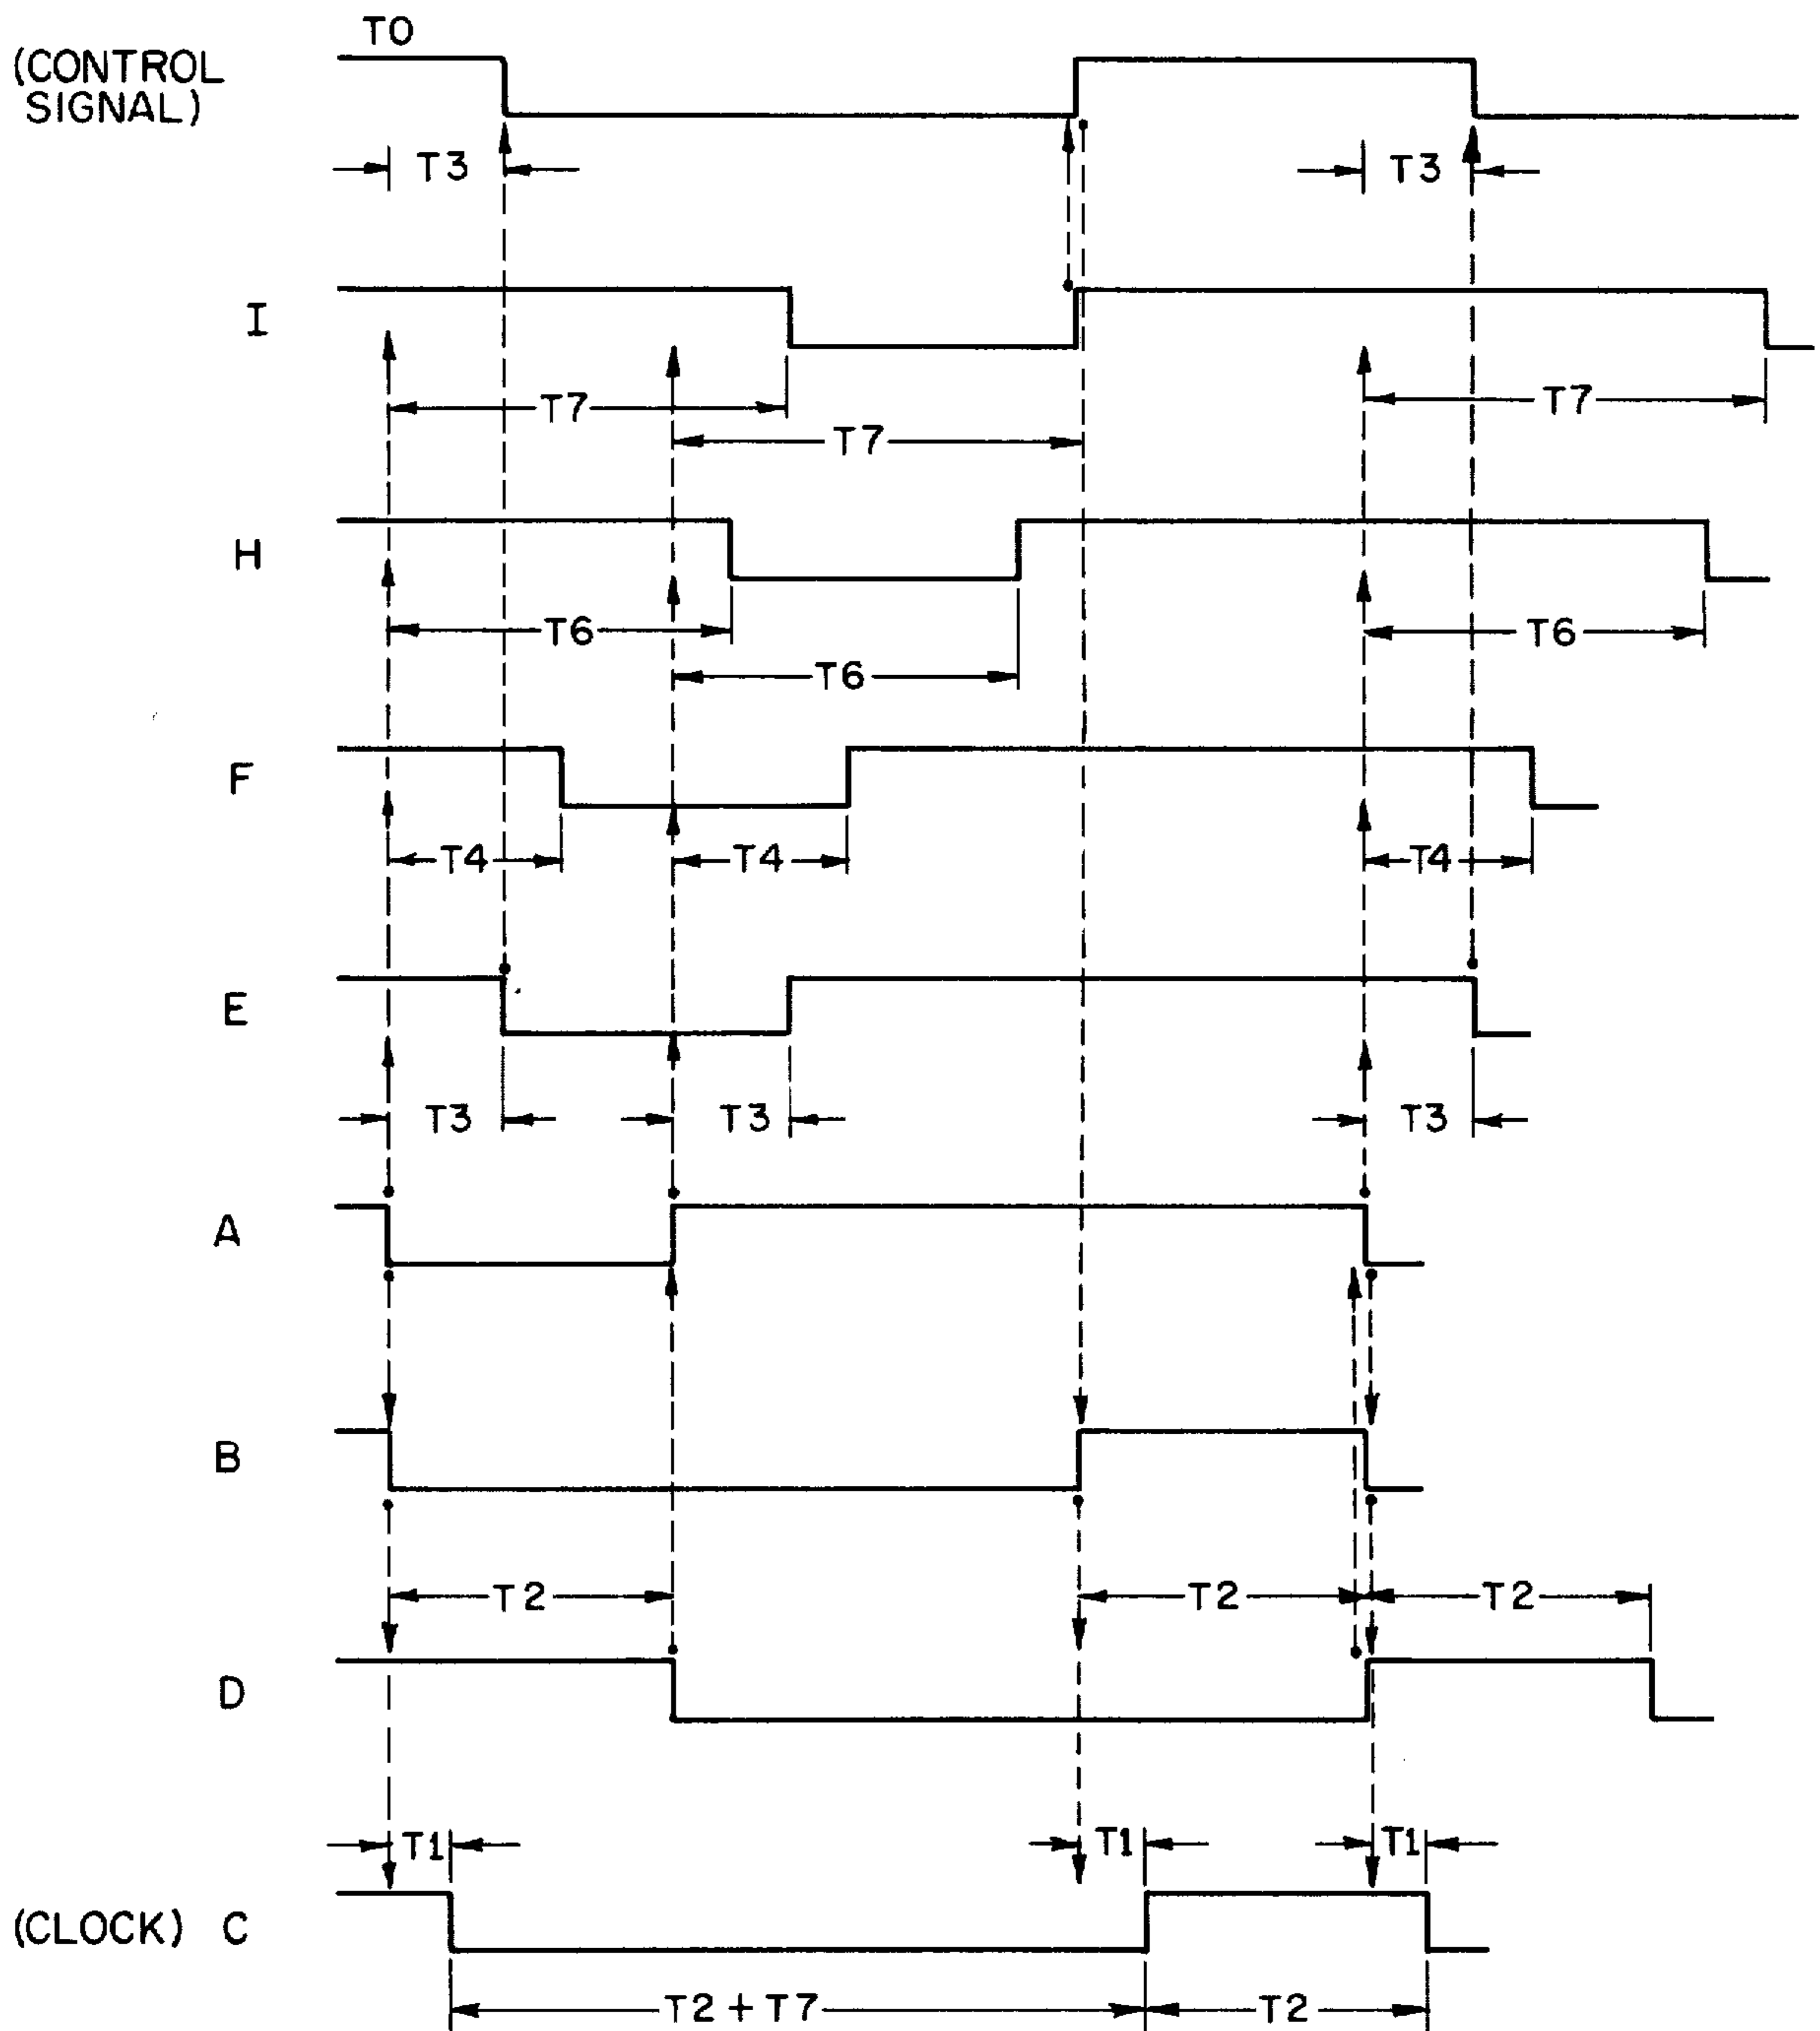 T0
(CONTROL
SIGNAL)
T3 T3
I
T7 T7
T7
H
T6 T6
T6
F
T4 T4 T4
E
T3 T3 T3
A
B
T2 T2 T2
D
T1 T1 T1
(CLOCK) C
T2 + T7 T2